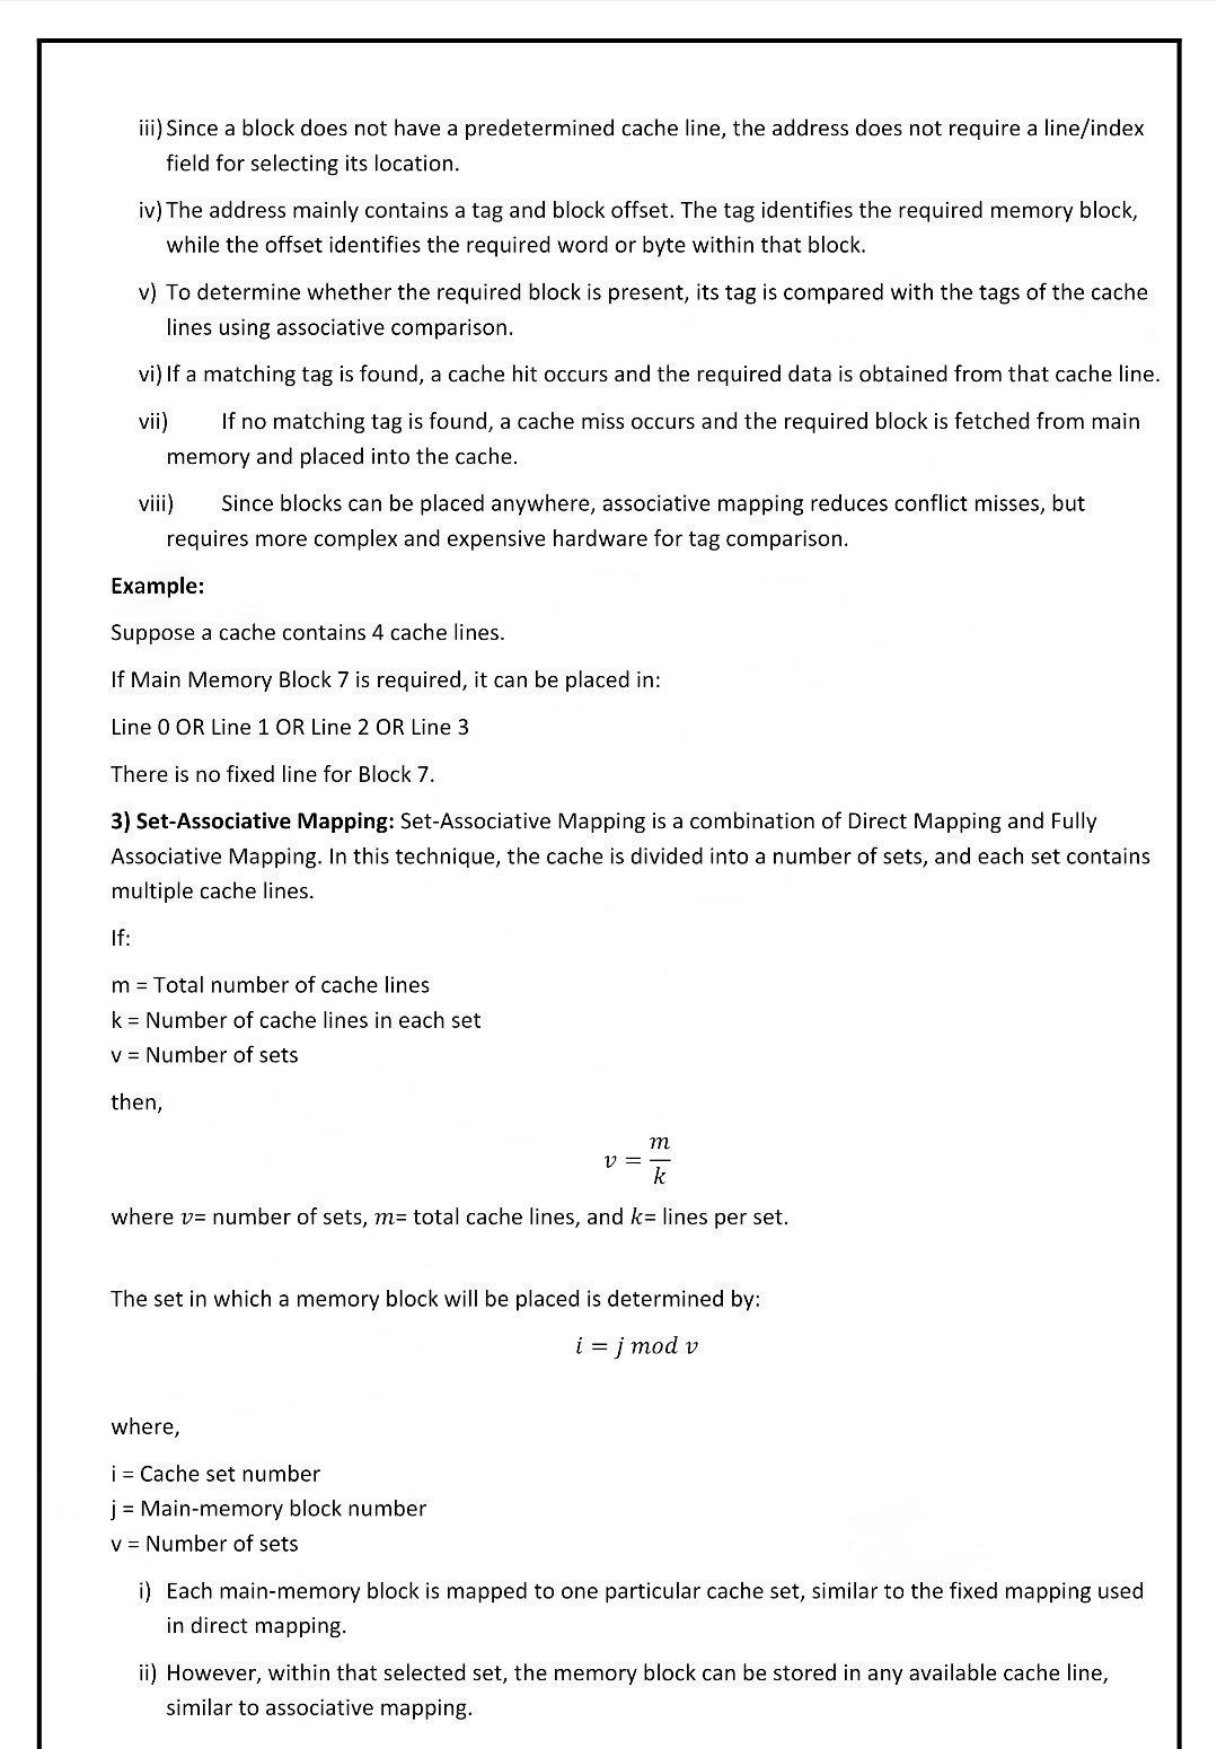 iii) Since a block does not have a predetermined cache line, the address does not require a line/index
field for selecting its location.
iv) The address mainly contains a tag and block offset. The tag identifies the required memory block,
while the offset identifies the required word or byte within that block.
v) To determine whether the required block is present, its tag is compared with the tags of the cache
lines using associative comparison.
vi) If a matching tag is found, a cache hit occurs and the required data is obtained from that cache line.
vii) If no matching tag is found, a cache miss occurs and the required block is fetched from main
memory and placed into the cache.
viii) Since blocks can be placed anywhere, associative mapping reduces conflict misses, but
requires more complex and expensive hardware for tag comparison.
Example:
Suppose a cache contains 4 cache lines.
If Main Memory Block 7 is required, it can be placed in:
Line 0 OR Line 1 OR Line 2 OR Line 3
There is no fixed line for Block 7.
3) Set-Associative Mapping: Set-Associative Mapping is a combination of Direct Mapping and Fully
Associative Mapping. In this technique, the cache is divided into a number of sets, and each set contains
multiple cache lines.
If:
m = Total number of cache lines
k = Number of cache lines in each set
v = Number of sets
then,
v = m/k
where v= number of sets, m= total cache lines, and k= lines per set.
The set in which a memory block will be placed is determined by:
i = j mod v
where,
i = Cache set number
j = Main-memory block number
v = Number of sets
i) Each main-memory block is mapped to one particular cache set, similar to the fixed mapping used
in direct mapping.
ii) However, within that selected set, the memory block can be stored in any available cache line,
similar to associative mapping.